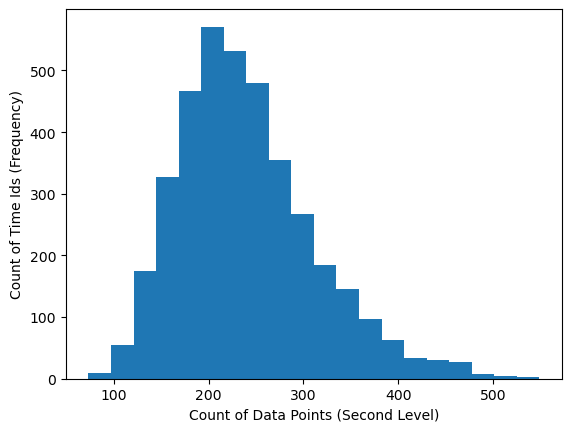 Count of Time Ids (Frequency)
500
400
300
200
100
0
100 200 300 400 500
Count of Data Points (Second Level)